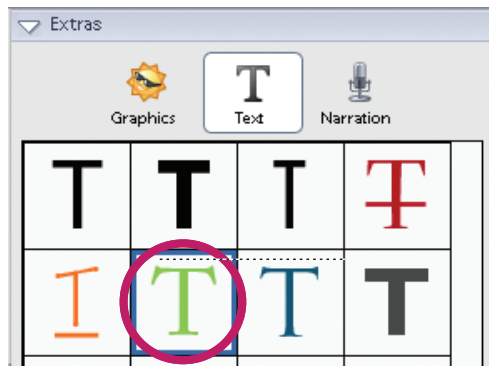 Extras
T
Graphics Text Narration
T T T T
T T T T